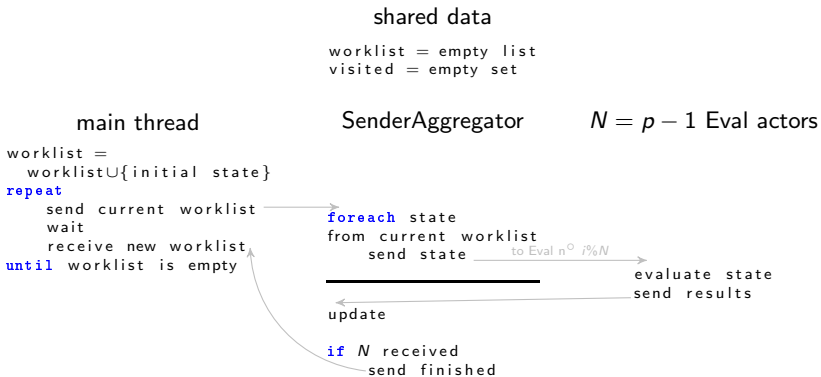 shared data
worklist = empty list
visited = empty set
main thread
SenderAggregator
N = p − 1 Eval actors
worklist =
worklist∪{initial state}
repeat
send current worklist
wait
receive new worklist
until worklist is empty
foreach state
from current worklist
send state
to Eval n° i%N
evaluate state
send results
update
if N received
send finished